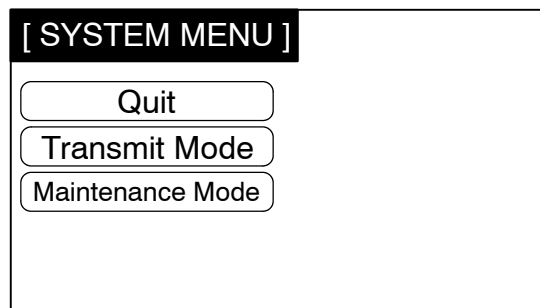 [ SYSTEM MENU ]
Quit
Transmit Mode
Maintenance Mode